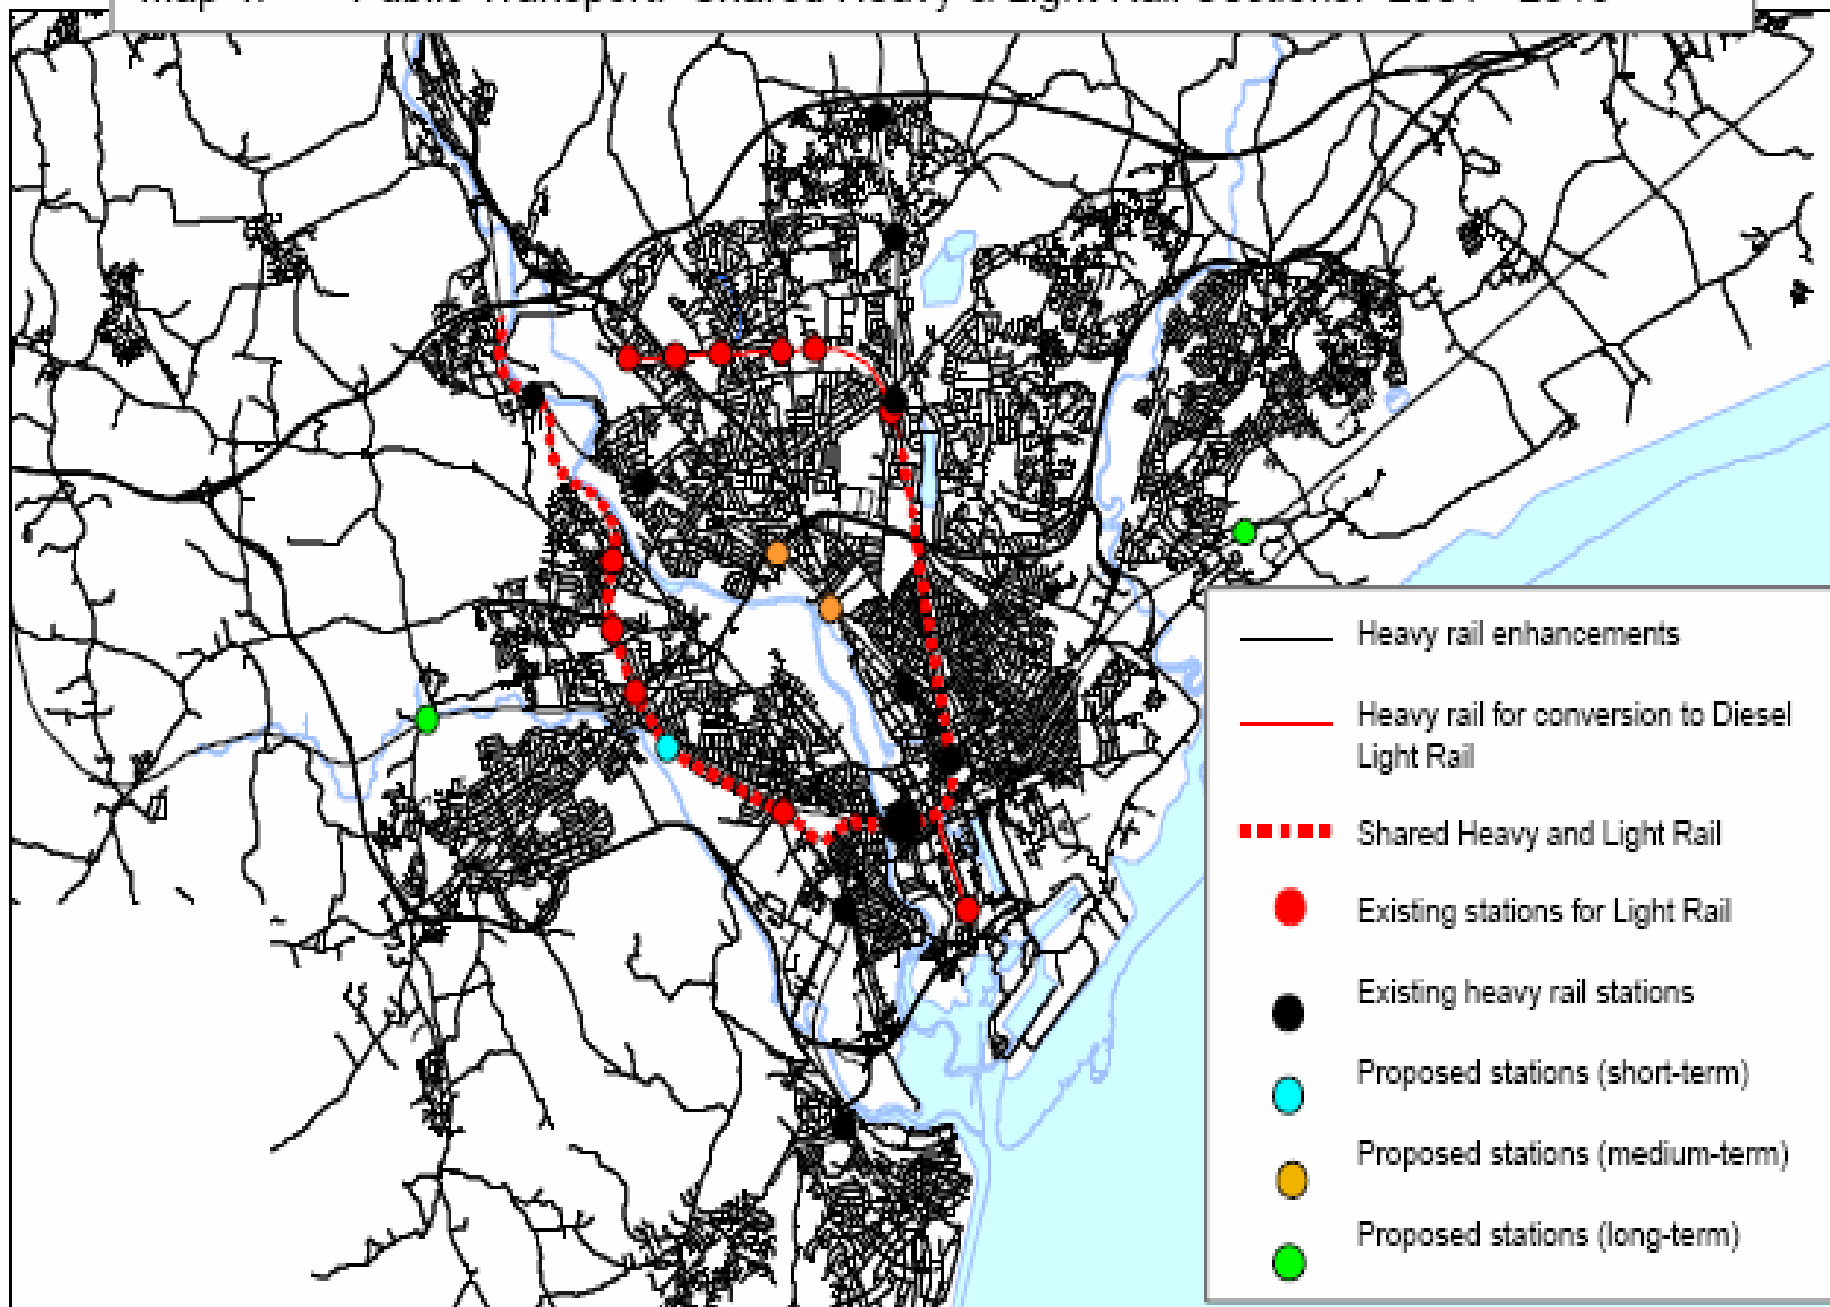 Heavy rail enhancements
Heavy rail for conversion to Diesel
Light Rail
Shared Heavy and Light Rail
Existing stations for Light Rail
Existing heavy rail stations
Proposed stations (short-term)
Proposed stations (medium-term)
Proposed stations (long-term)